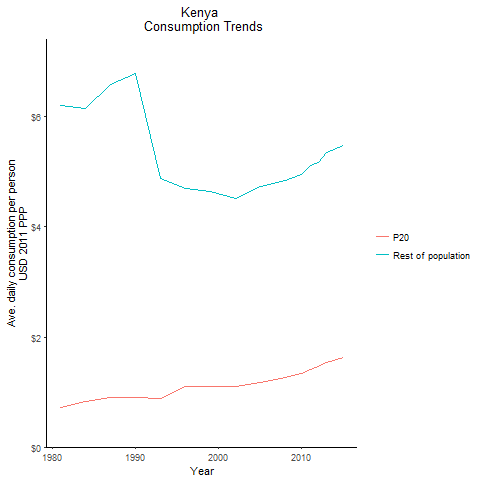 Kenya
Consumption Trends
Ave. daily consumption per person
USD 2011 PPP
$6
$4
$2
$0
1980 1990 2000 2010
Year
P20
Rest of population